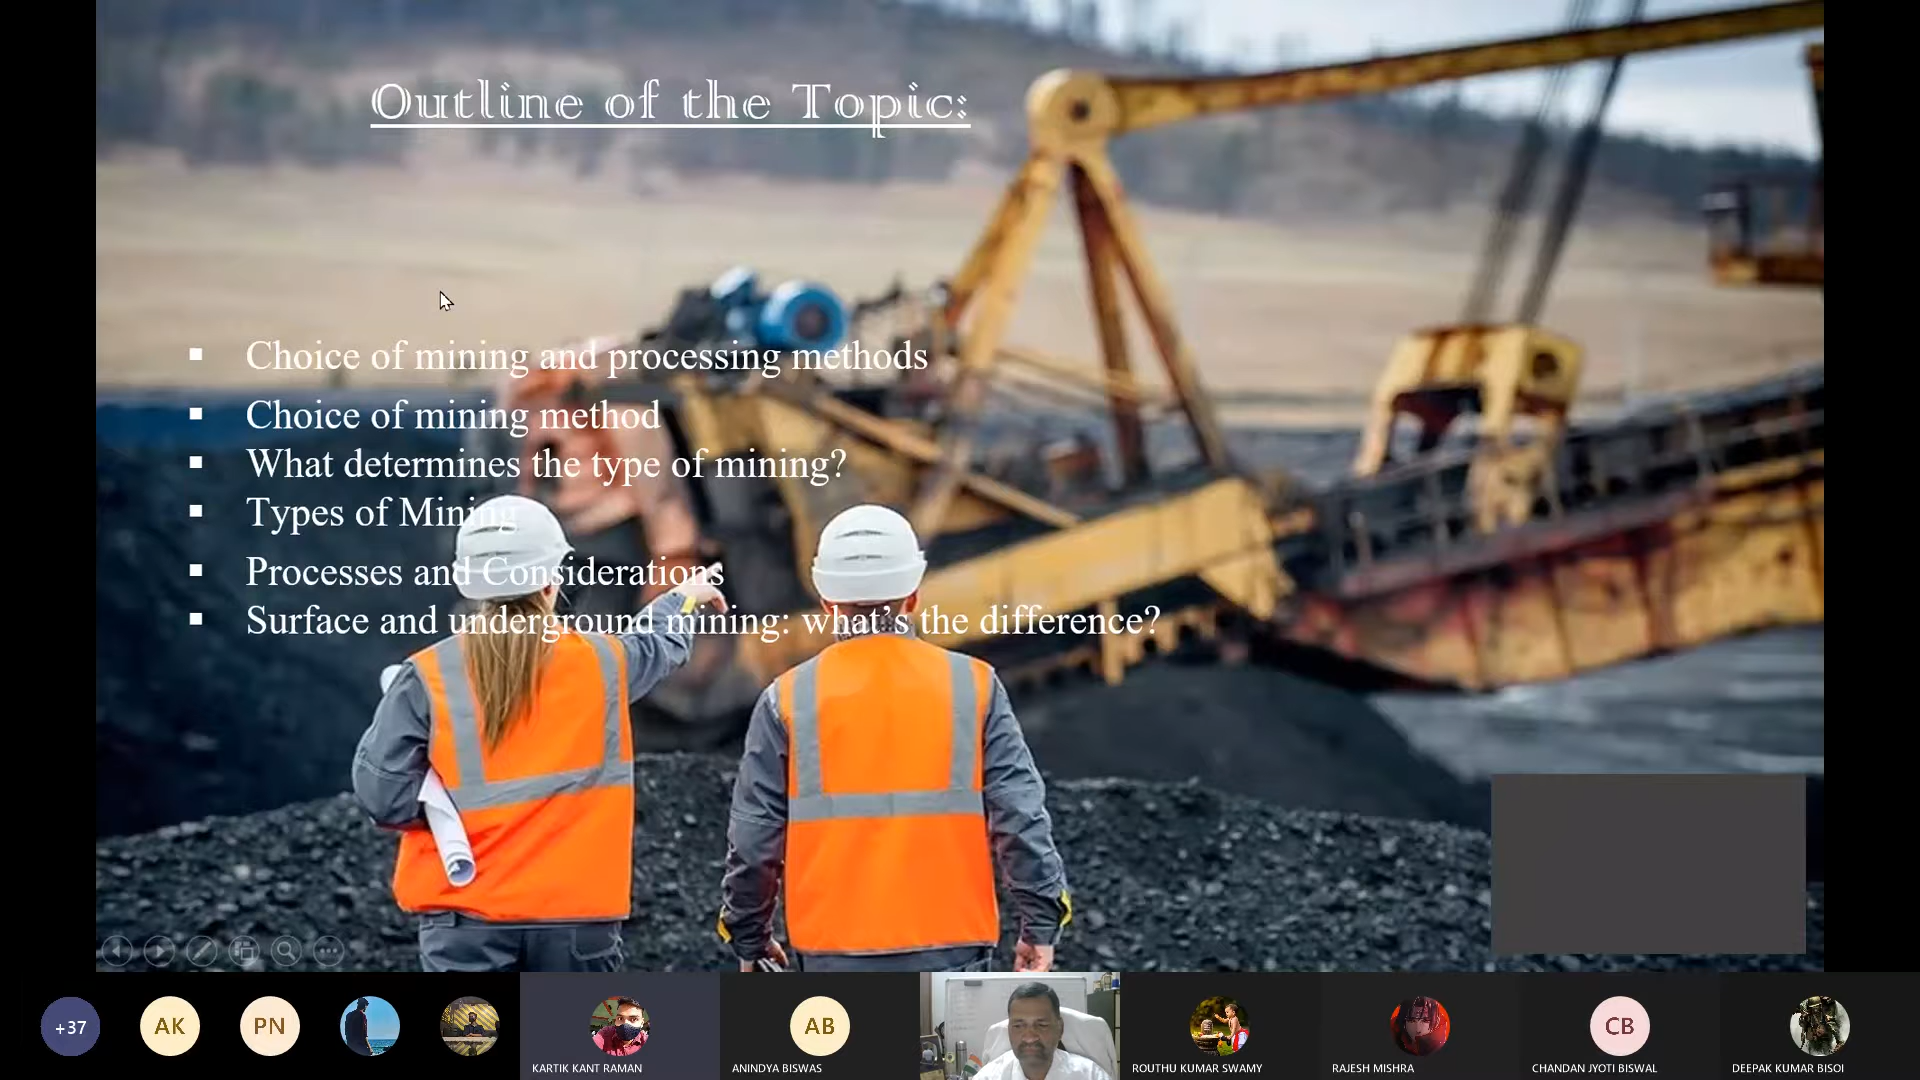 Outline of the Topic:
▪ Choice of mining and processing methods
▪ Choice of mining method
▪ What determines the type of mining?
▪ Types of Mining
▪ Processes and Considerations
▪ Surface and underground mining: what’s the difference?
+37
AK
PN
KARTIK KANT RAMAN
AB
ANINDYA BISWAS
ROUTHU KUMAR SWAMY
RAJESH MISHRA
CB
CHANDAN JYOTI BISWAL
DEEPAK KUMAR BISOI